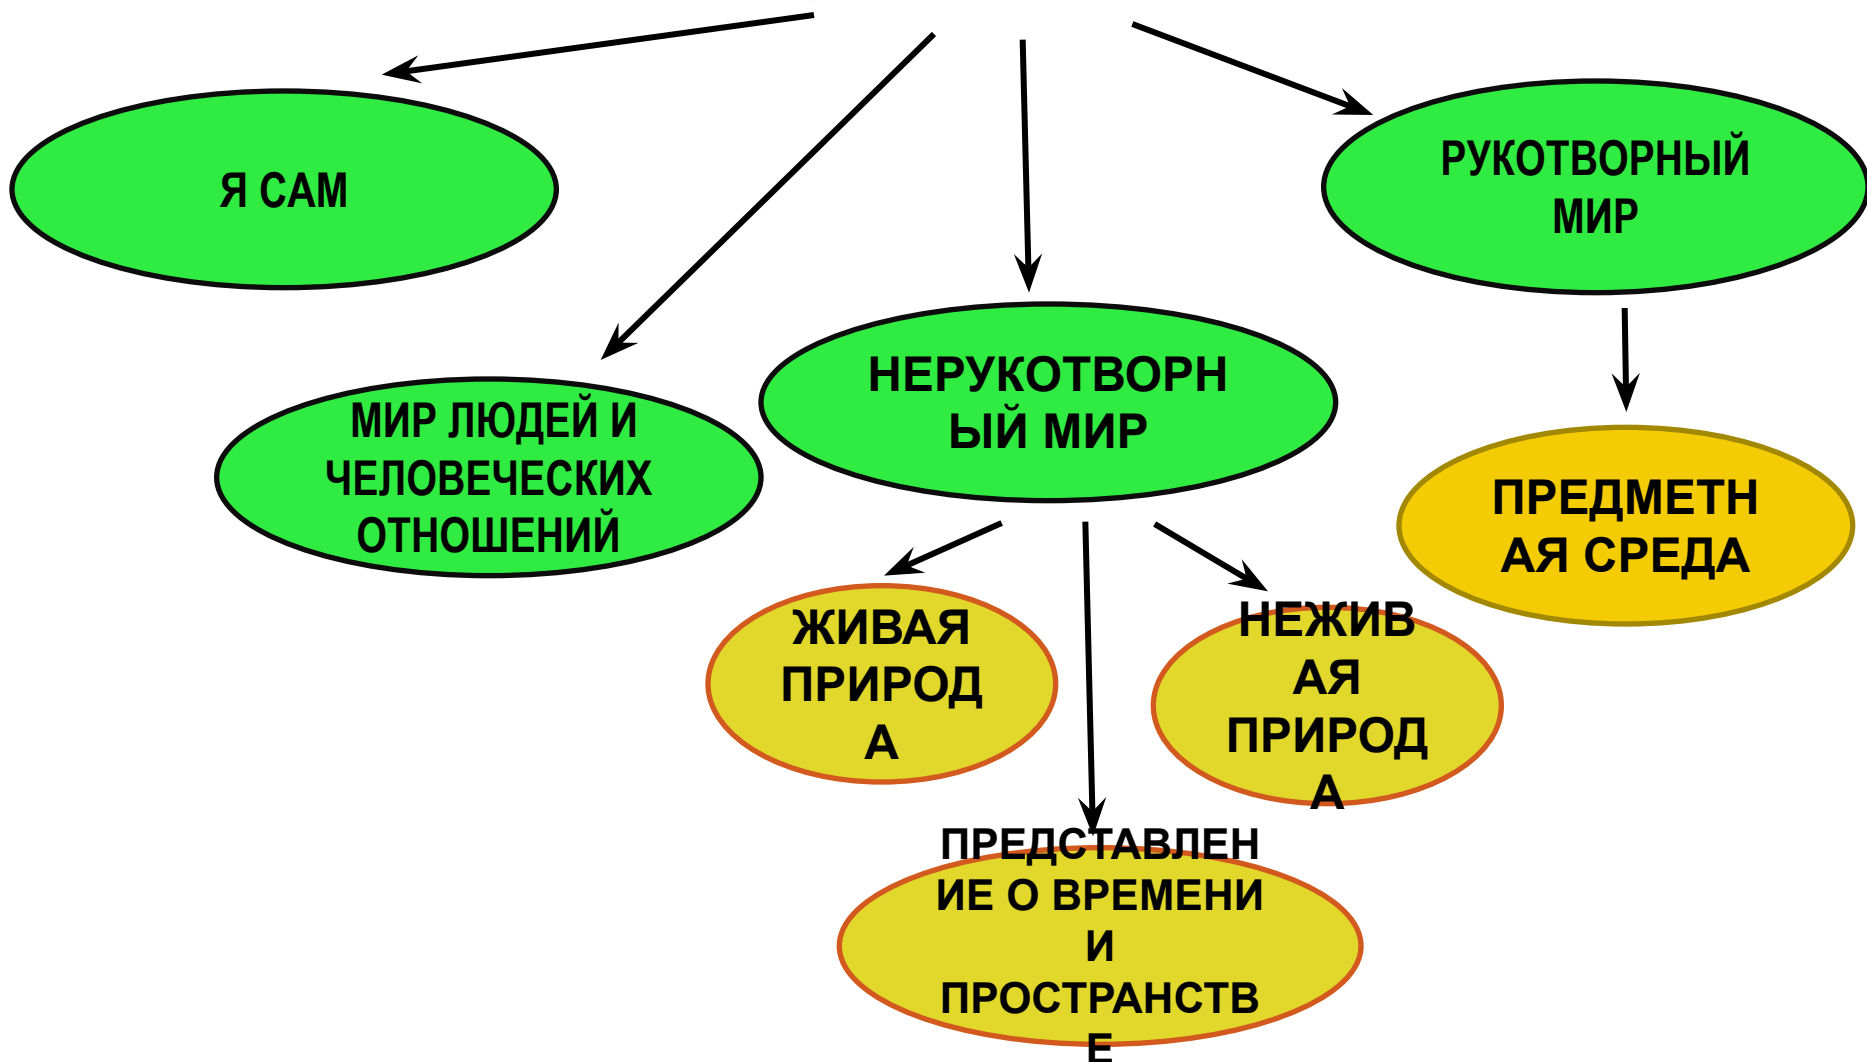 Я САМ
РУКОТВОРНЫЙ
МИР
МИР ЛЮДЕЙ И
ЧЕЛОВЕЧЕСКИХ
ОТНОШЕНИЙ
НЕРУКОТВОРН
ЫЙ МИР
ПРЕДМЕТН
АЯ СРЕДА
ЖИВАЯ
ПРИРОД
А
НЕЖИВ
АЯ
ПРИРОД
А
ПРЕДСТАВЛЕН
ИЕ О ВРЕМЕНИ
И
ПРОСТРАНСТВ
Е